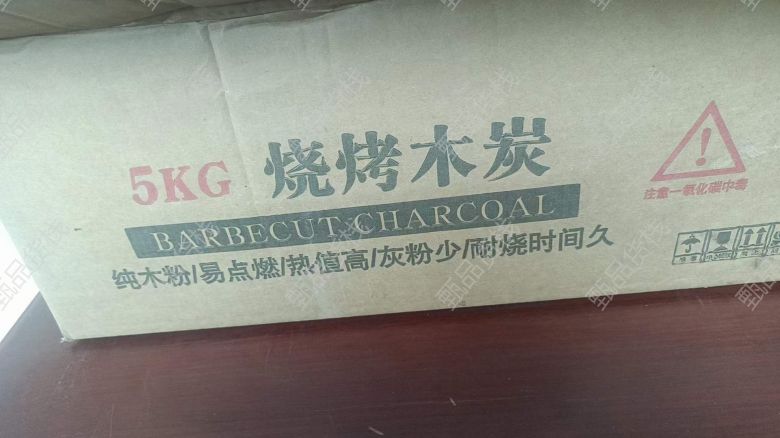 5KG 烧烤木炭
BARBECUT CHARCOAL
纯木粉/易点燃/热值高/灰粉少/耐烧时间久
注意一氧化碳中毒